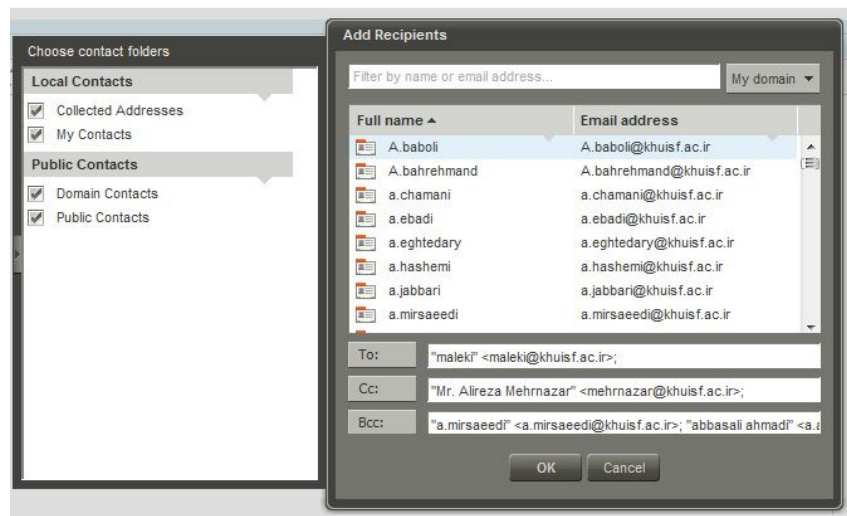 Choose contact folders
Local Contacts
Collected Addresses
My Contacts
Public Contacts
Domain Contacts
Public Contacts
Add Recipients
Filter by name or email address...
My domain
Full name Email address
A.baboli A.baboli@khuisf.ac.ir
A.bahrehmand A.bahrehmand@khuisf.ac.ir
a.chamani a.chamani@khuisf.ac.ir
a.ebadi a.ebadi@khuisf.ac.ir
a.eghtedary a.eghtedary@khuisf.ac.ir
a.hashemi a.hashemi@khuisf.ac.ir
a.jabbari a.jabbari@khuisf.ac.ir
a.mirsaeedi a.mirsaeedi@khuisf.ac.ir
To: "maleki" <maleki@khuisf.ac.ir>;
Cc: "Mr. Alireza Mehrnazar" <mehrnazar@khuisf.ac.ir>;
Bcc: "a.mirsaeedi" <a.mirsaeedi@khuisf.ac.ir>; "abbasali ahmadi" <a.a
OK Cancel